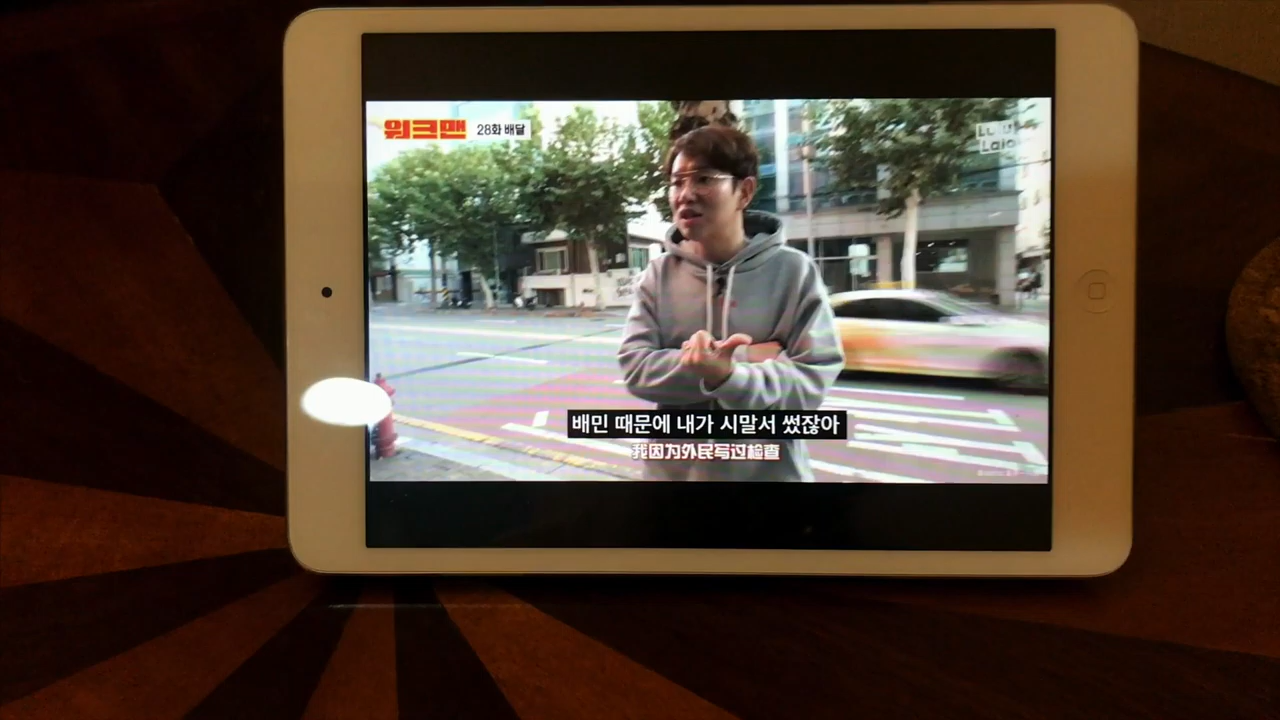 워크맨 28화 배달
배민 때문에 내가 시말서 썼잖아
我因为外民写过检查